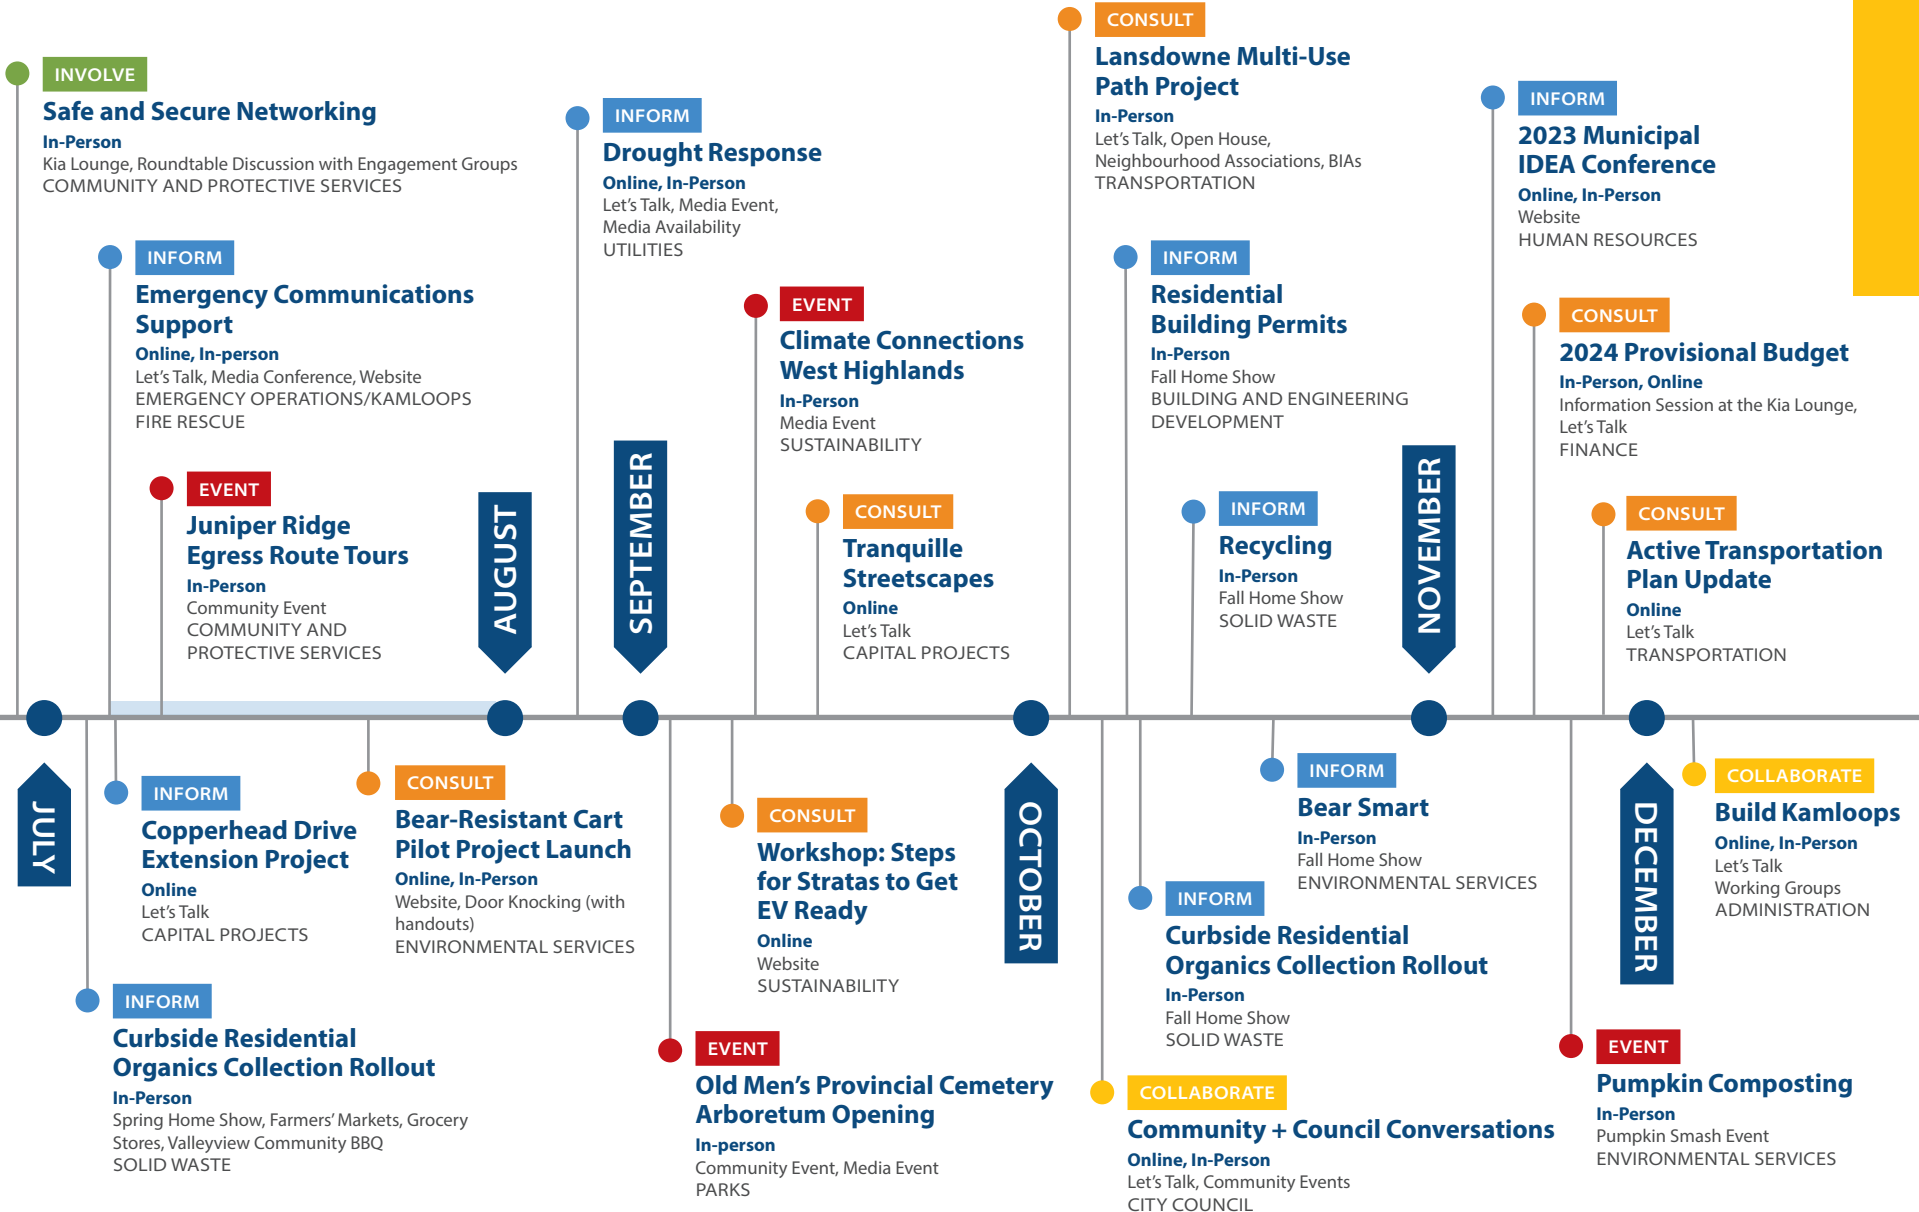 INVOLVE
Safe and Secure Networking
In-Person
Kia Lounge, Roundtable Discussion with Engagement Groups
COMMUNITY AND PROTECTIVE SERVICES
INFORM
Emergency Communications
Support
Online, In-person
Let's Talk, Media Conference, Website
EMERGENCY OPERATIONS/KAMLOOPS
FIRE RESCUE
EVENT
Juniper Ridge
Egress Route Tours
In-Person
Community Event
COMMUNITY AND
PROTECTIVE SERVICES
AUGUST
INFORM
Drought Response
Online, In-Person
Let's Talk, Media Event,
Media Availability
UTILITIES
SEPTEMBER
EVENT
Climate Connections
West Highlands
In-Person
Media Event
SUSTAINABILITY
CONSULT
Tranquille
Streetscapes
Online
Let's Talk
CAPITAL PROJECTS
CONSULT
Lansdowne Multi-Use
Path Project
In-Person
Let's Talk, Open House,
Neighbourhood Associations, BIAs
TRANSPORTATION
INFORM
Residential
Building Permits
In-Person
Fall Home Show
BUILDING AND ENGINEERING
DEVELOPMENT
INFORM
Recycling
In-Person
Fall Home Show
SOLID WASTE
NOVEMBER
INFORM
2023 Municipal
IDEA Conference
Online, In-Person
Website
HUMAN RESOURCES
CONSULT
2024 Provisional Budget
In-Person, Online
Information Session at the Kia Lounge,
Let's Talk
FINANCE
CONSULT
Active Transportation
Plan Update
Online
Let's Talk
TRANSPORTATION
JULY
INFORM
Copperhead Drive
Extension Project
Online
Let's Talk
CAPITAL PROJECTS
INFORM
Curbside Residential
Organics Collection Rollout
In-Person
Spring Home Show, Farmers' Markets, Grocery
Stores, Valleyview Community BBQ
SOLID WASTE
CONSULT
Bear-Resistant Cart
Pilot Project Launch
Online, In-Person
Website, Door Knocking (with
handouts)
ENVIRONMENTAL SERVICES
CONSULT
Workshop: Steps
for Stratas to Get
EV Ready
Online
Website
SUSTAINABILITY
EVENT
Old Men's Provincial Cemetery
Arboretum Opening
In-person
Community Event, Media Event
PARKS
OCTOBER
INFORM
Bear Smart
In-Person
Fall Home Show
ENVIRONMENTAL SERVICES
INFORM
Curbside Residential
Organics Collection Rollout
In-Person
Fall Home Show
SOLID WASTE
COLLABORATE
Community + Council Conversations
Online, In-Person
Let's Talk, Community Events
CITY COUNCIL
DECEMBER
COLLABORATE
Build Kamloops
Online, In-Person
Let's Talk
Working Groups
ADMINISTRATION
EVENT
Pumpkin Composting
In-Person
Pumpkin Smash Event
ENVIRONMENTAL SERVICES